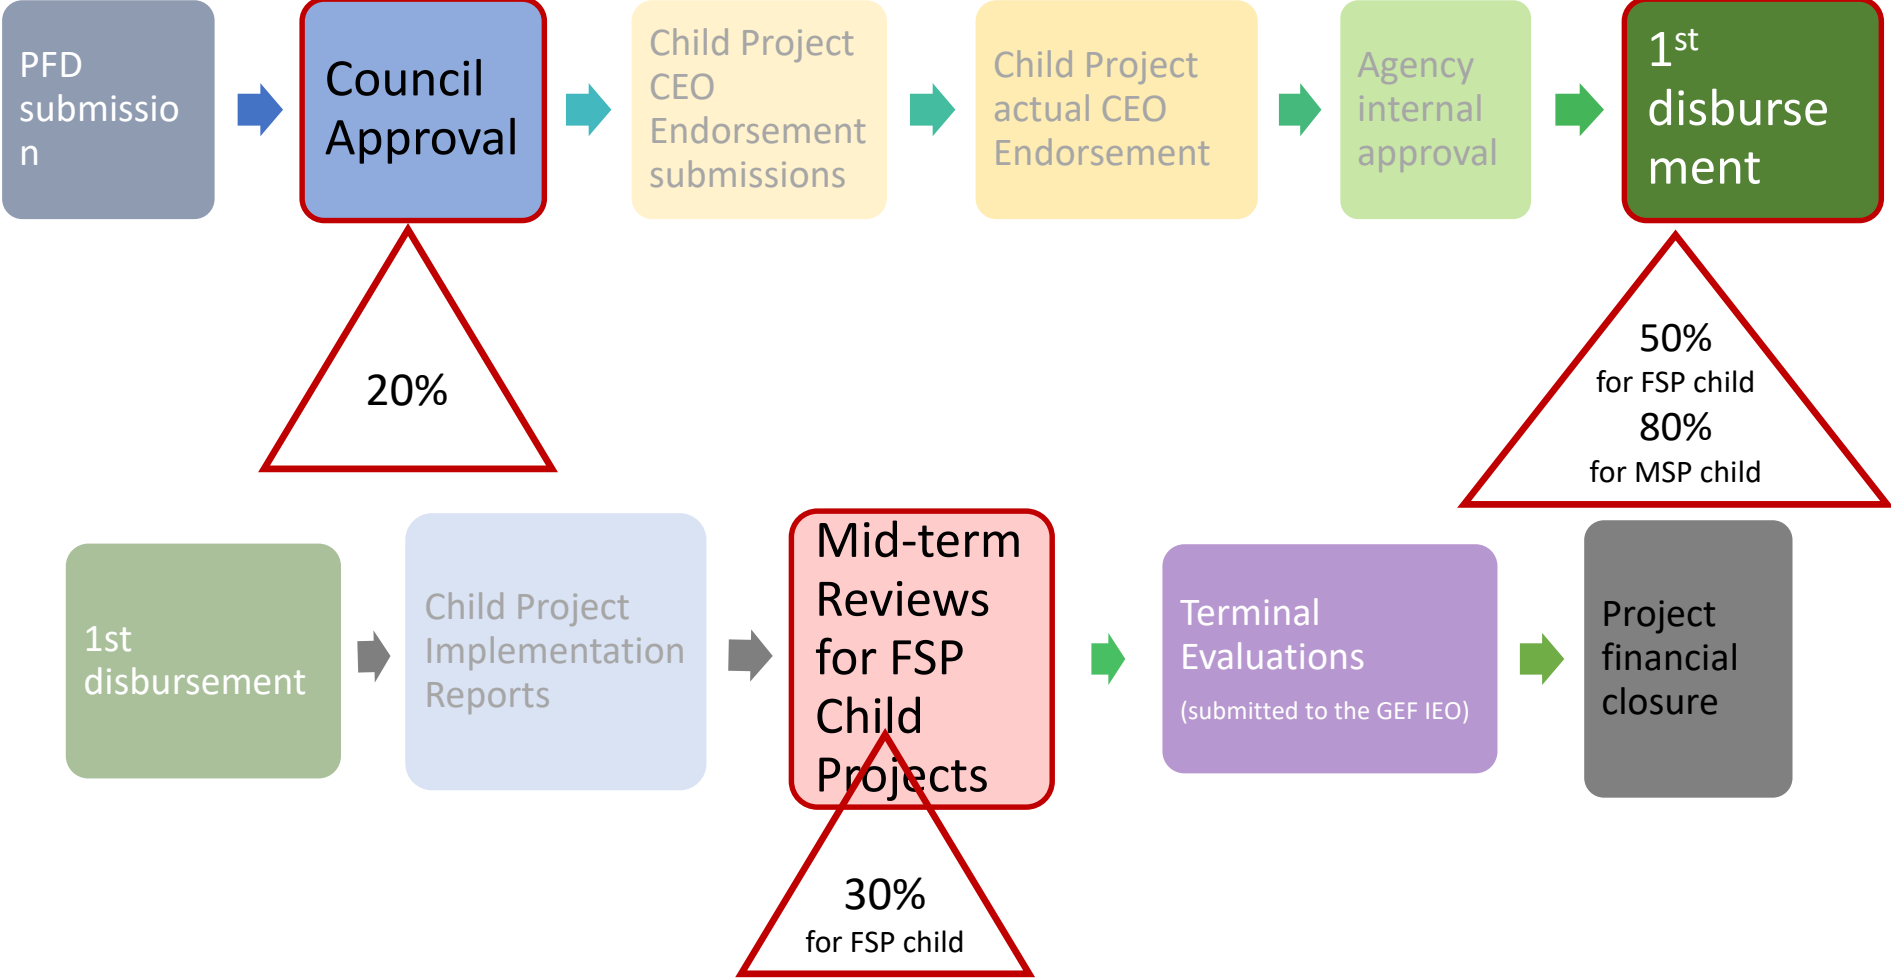 PFD
submissio
n
Council
Approval
Child Project
CEO
Endorsement
submissions
Child Project
actual CEO
Endorsement
Agency
internal
approval
1st
disburse
ment
20%
50%
for FSP child
80%
for MSP child
1st
disbursement
Child Project
Implementation
Reports
Mid-term
Reviews
for FSP
Child
Projects
Terminal
Evaluations
(submitted to the GEF IEO)
Project
financial
closure
30%
for FSP child